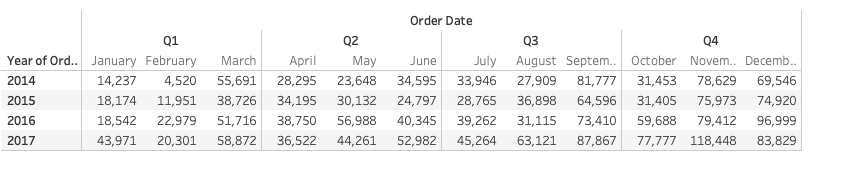 Order Date
Q1 Q2 Q3 Q4
Year of Ord.. January February March April May June July August Septem.. October Novem.. Decemb..
2014 14,237 4,520 55,691 28,295 23,648 34,595 33,946 27,909 81,777 31,453 78,629 69,546
2015 18,174 11,951 38,726 34,195 30,132 24,797 28,765 36,898 64,596 31,405 75,973 74,920
2016 18,542 22,979 51,716 38,750 56,988 40,345 39,262 31,115 73,410 59,688 79,412 96,999
2017 43,971 20,301 58,872 36,522 44,261 52,982 45,264 63,121 87,867 77,777 118,448 83,829